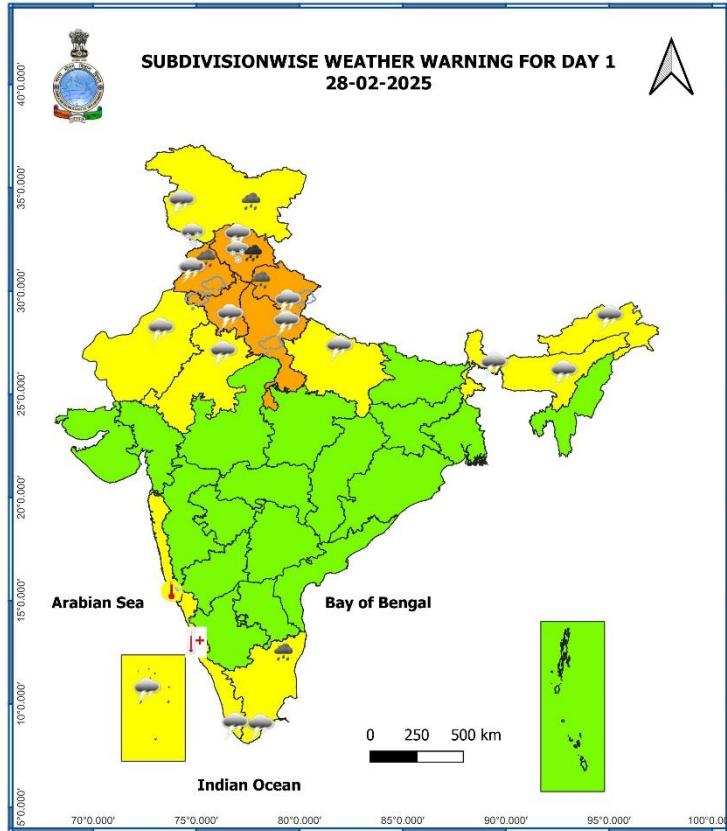 SUBDIVISIONWISE WEATHER WARNING FOR DAY 1
28-02-2025
40°0.000'
35°0.000'
30°0.000'
25°0.000'
20°0.000'
15°0.000'
10°0.000'
5°0.000'
Arabian Sea
Bay of Bengal
0 250 500 km
Indian Ocean
70°0.000' 75°0.000' 80°0.000' 85°0.000' 90°0.000' 95°0.000' 100°0.0